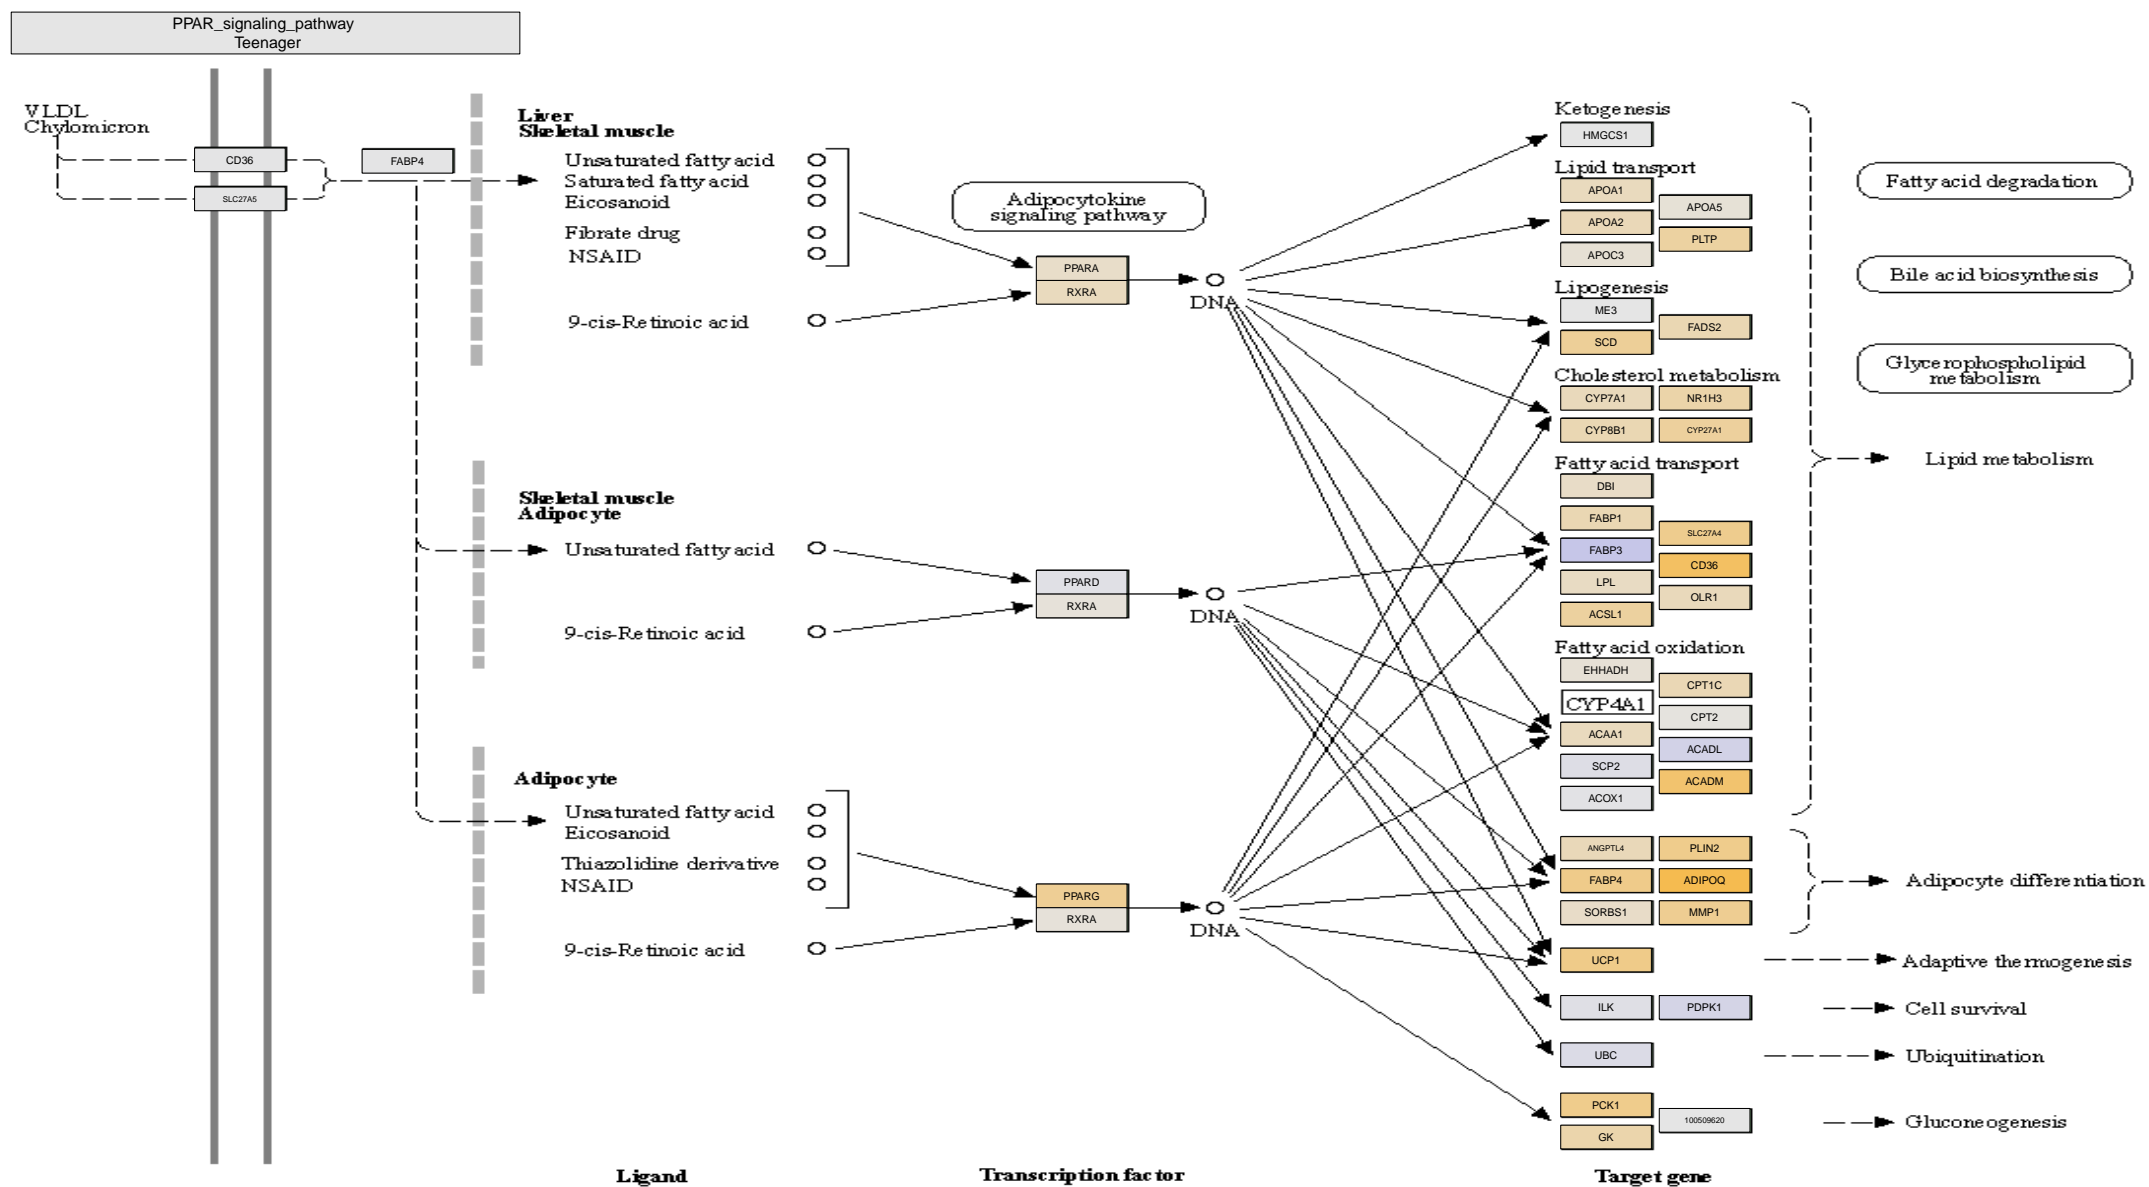 PPAR_signaling_pathway
Teenager
VLDL
Chylomicron
CD36
SLC27A5
FABP4
Liver
Skeletal muscle
Unsaturated fatty acid
Saturated fatty acid
Eicosanoid
Fibrate drug
NSAID
9-cis-Retinoic acid
Adipocytokine
signaling pathway
PPARA
RXRA
DNA
Skeletal muscle
Adipocyte
Unsaturated fatty acid
9-cis-Retinoic acid
PPARD
RXRA
DNA
Adipocyte
Unsaturated fatty acid
Eicosanoid
Thiazolidine derivative
NSAID
9-cis-Retinoic acid
PPARG
RXRA
DNA
Ketogenesis
HMGCS1
Lipid transport
APOA1
APOA5
APOA2
PLTP
APOC3
Lipogenesis
ME3
FADS2
SCD
Cholesterol metabolism
CYP7A1
NR1H3
CYP8B1
CYP27A1
Fatty acid transport
DBI
FABP1
SLC27A4
FABP3
CD36
LPL
OLR1
ACSL1
Fatty acid oxidation
EHHADH
CPT1C
CYP4A1
CPT2
ACAA1
ACADL
SCP2
ACADM
ACOX1
ANGPTL4
PLIN2
FABP4
ADIPOQ
SORBS1
MMP1
UCP1
ILK
PDPK1
UBC
PCK1
100509620
GK
Fatty acid degradation
Bile acid biosynthesis
Glycerophospholipid
metabolism
Lipid metabolism
Adipocyte differentiation
Adaptive thermogenesis
Cell survival
Ubiquitination
Gluconeogenesis
Ligand
Transcription factor
Target gene